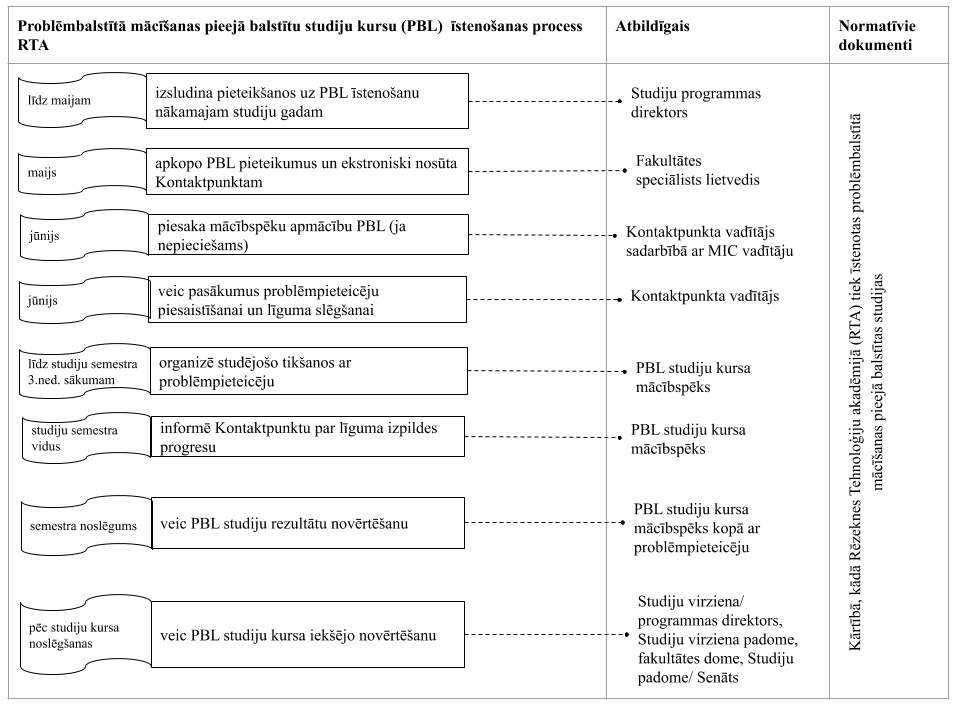 Problēmbalstītā mācīšanas pieejā balstītu studiju kursu (PBL) īstenošanas process
RTA
Atbildīgais
Normatīvie
dokumenti
līdz maijam
izsludina pieteikšanos uz PBL īstenošanu
nākamajam studiju gadam
Studiju programmas
direktors
maijs
apkopo PBL pieteikumus un ekstroniski nosūta
Kontaktpunktam
Fakultātes
speciālists lietvedis
jūnijs
piesaka mācībspēku apmācību PBL (ja
nepieciešams)
Kontaktpunkta vadītājs
sadarbībā ar MIC vadītāju
jūnijs
veic pasākumus problēmpieteicēju
piesaistīšanai un līguma slēgšanai
Kontaktpunkta vadītājs
līdz studiju semestra
3.ned. sākumam
organizē studējošo tikšanos ar
problēmpieteicēju
PBL studiju kursa
mācībspēks
studiju semestra
vidus
informē Kontaktpunktu par līguma izpildes
progresu
PBL studiju kursa
mācībspēks
semestra noslēgums
veic PBL studiju rezultātu novērtēšanu
PBL studiju kursa
mācībspēks kopā ar
problēmpieteicēju
pēc studiju kursa
noslēgšanas
veic PBL studiju kursa iekšējo novērtēšanu
Studiju virziena/
programmas direktors,
Studiju virziena padome,
fakultātes dome, Studiju
padome/ Senāts
Kārtībā, kādā Rēzeknes Tehnoloģiju akadēmijā (RTA) tiek īstenotas problēmbalstītā
mācīšanas pieejā balstītas studijas